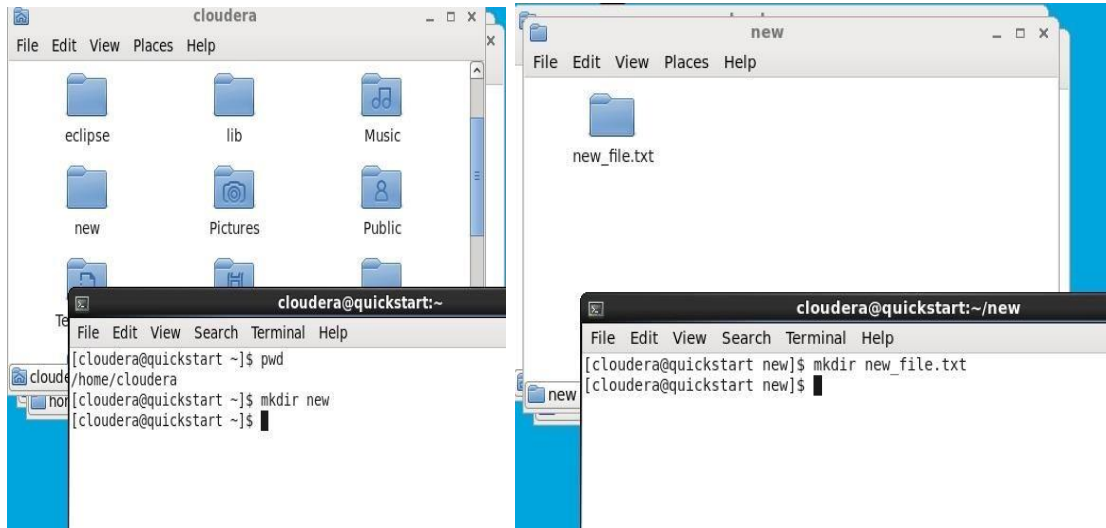 cloudera
File Edit View Places Help
eclipse lib Music
new Pictures Public
cloudera@quickstart:~
File Edit View Search Terminal Help
[cloudera@quickstart ~]$ pwd
/home/cloudera
[cloudera@quickstart ~]$ mkdir new
[cloudera@quickstart ~]$
new
File Edit View Places Help
new_file.txt
cloudera@quickstart:~/new
File Edit View Search Terminal Help
[cloudera@quickstart new]$ mkdir new_file.txt
[cloudera@quickstart new]$
new